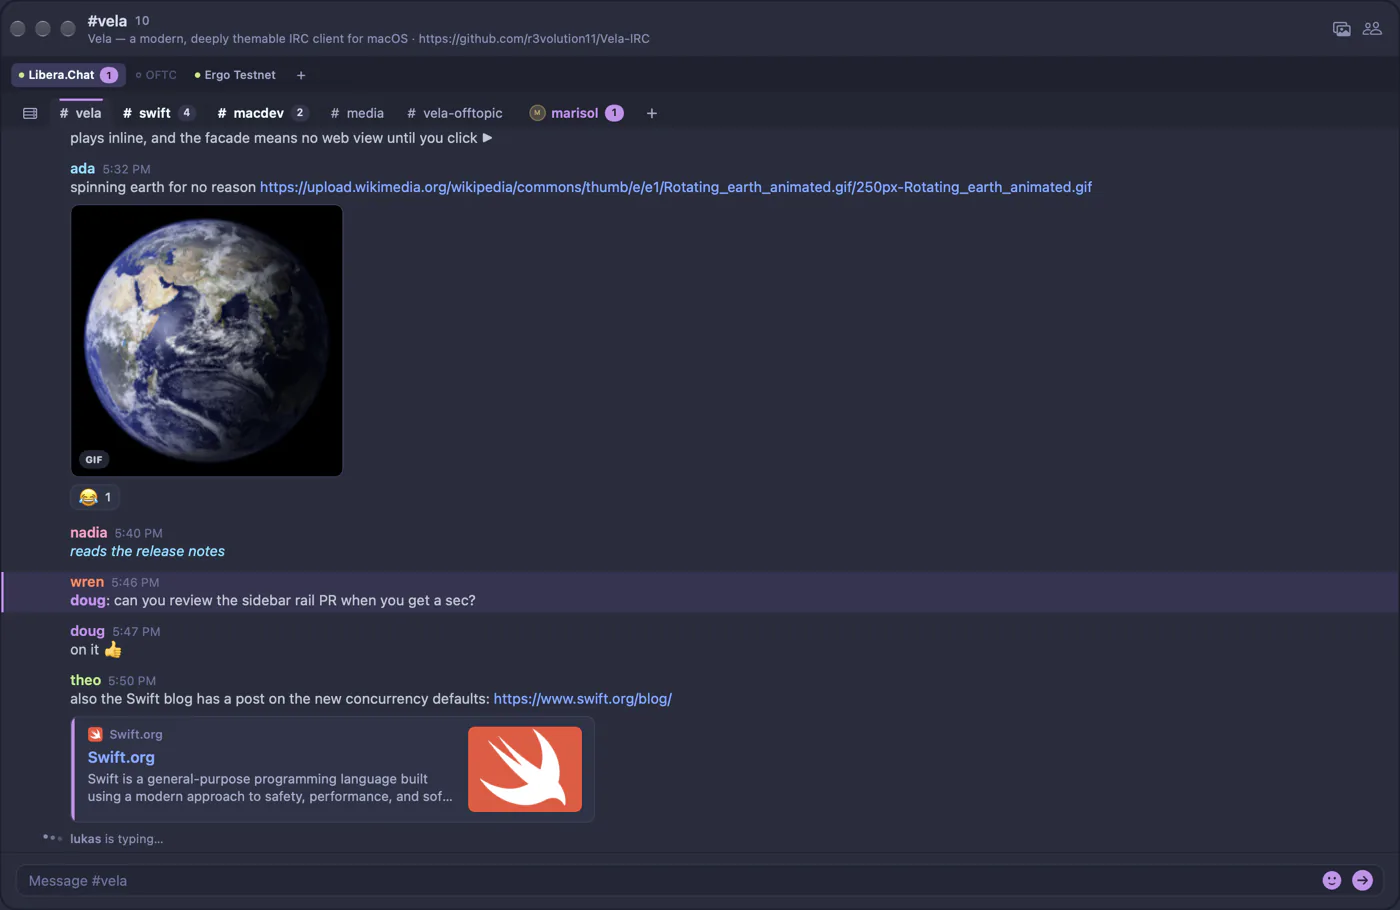 #vela 10
Vela — a modern, deeply themable IRC client for macOS · https://github.com/r3volution11/Vela-IRC
Libera.Chat 1 OFTC Ergo Testnet +
# vela # swift 4 # macdev 2 # media # vela-offtopic M marisol 1 +
plays inline, and the facade means no web view until you click ▶
ada 5:32 PM
spinning earth for no reason https://upload.wikimedia.org/wikipedia/commons/thumb/e/e1/Rotating_earth_animated.gif/250px-Rotating_earth_animated.gif
GIF
😂 1
nadia 5:40 PM
reads the release notes
wren 5:46 PM
doug: can you review the sidebar rail PR when you get a sec?
doug 5:47 PM
on it 👍
theo 5:50 PM
also the Swift blog has a post on the new concurrency defaults: https://www.swift.org/blog/
Swift.org
Swift.org
Swift is a general-purpose programming language built
using a modern approach to safety, performance, and sof...
lukas is typing...
Message #vela